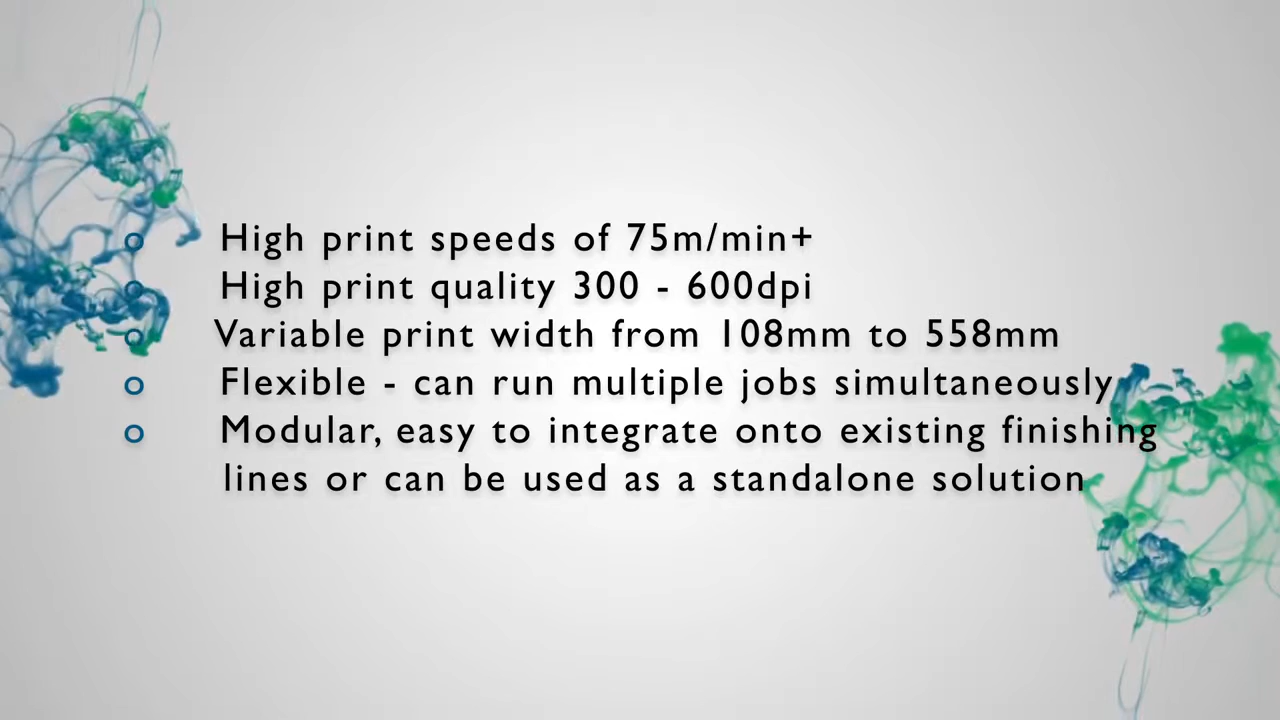 o High print speeds of 75m/min+
o High print quality 300 - 600dpi
o Variable print width from 108mm to 558mm
o Flexible - can run multiple jobs simultaneously
o Modular, easy to integrate onto existing finishing
lines or can be used as a standalone solution